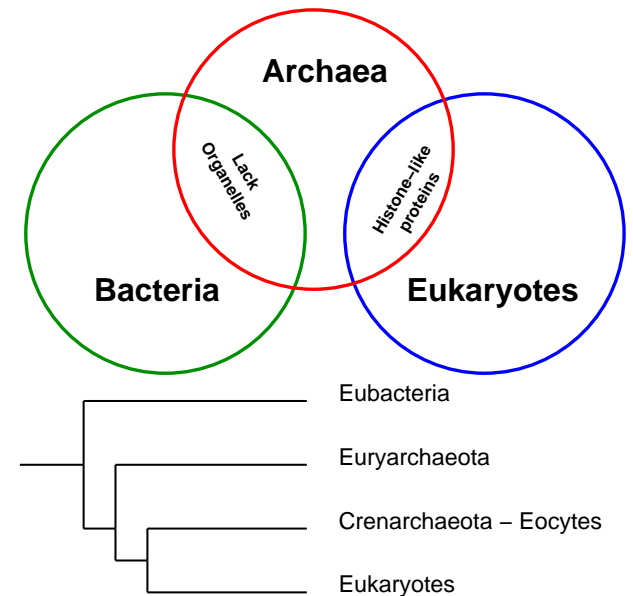 Archaea
Lack
Organelles
Histone–like
proteins
Bacteria
Eukaryotes
Eubacteria
Euryarchaeota
Crenarchaeota – Eocytes
Eukaryotes